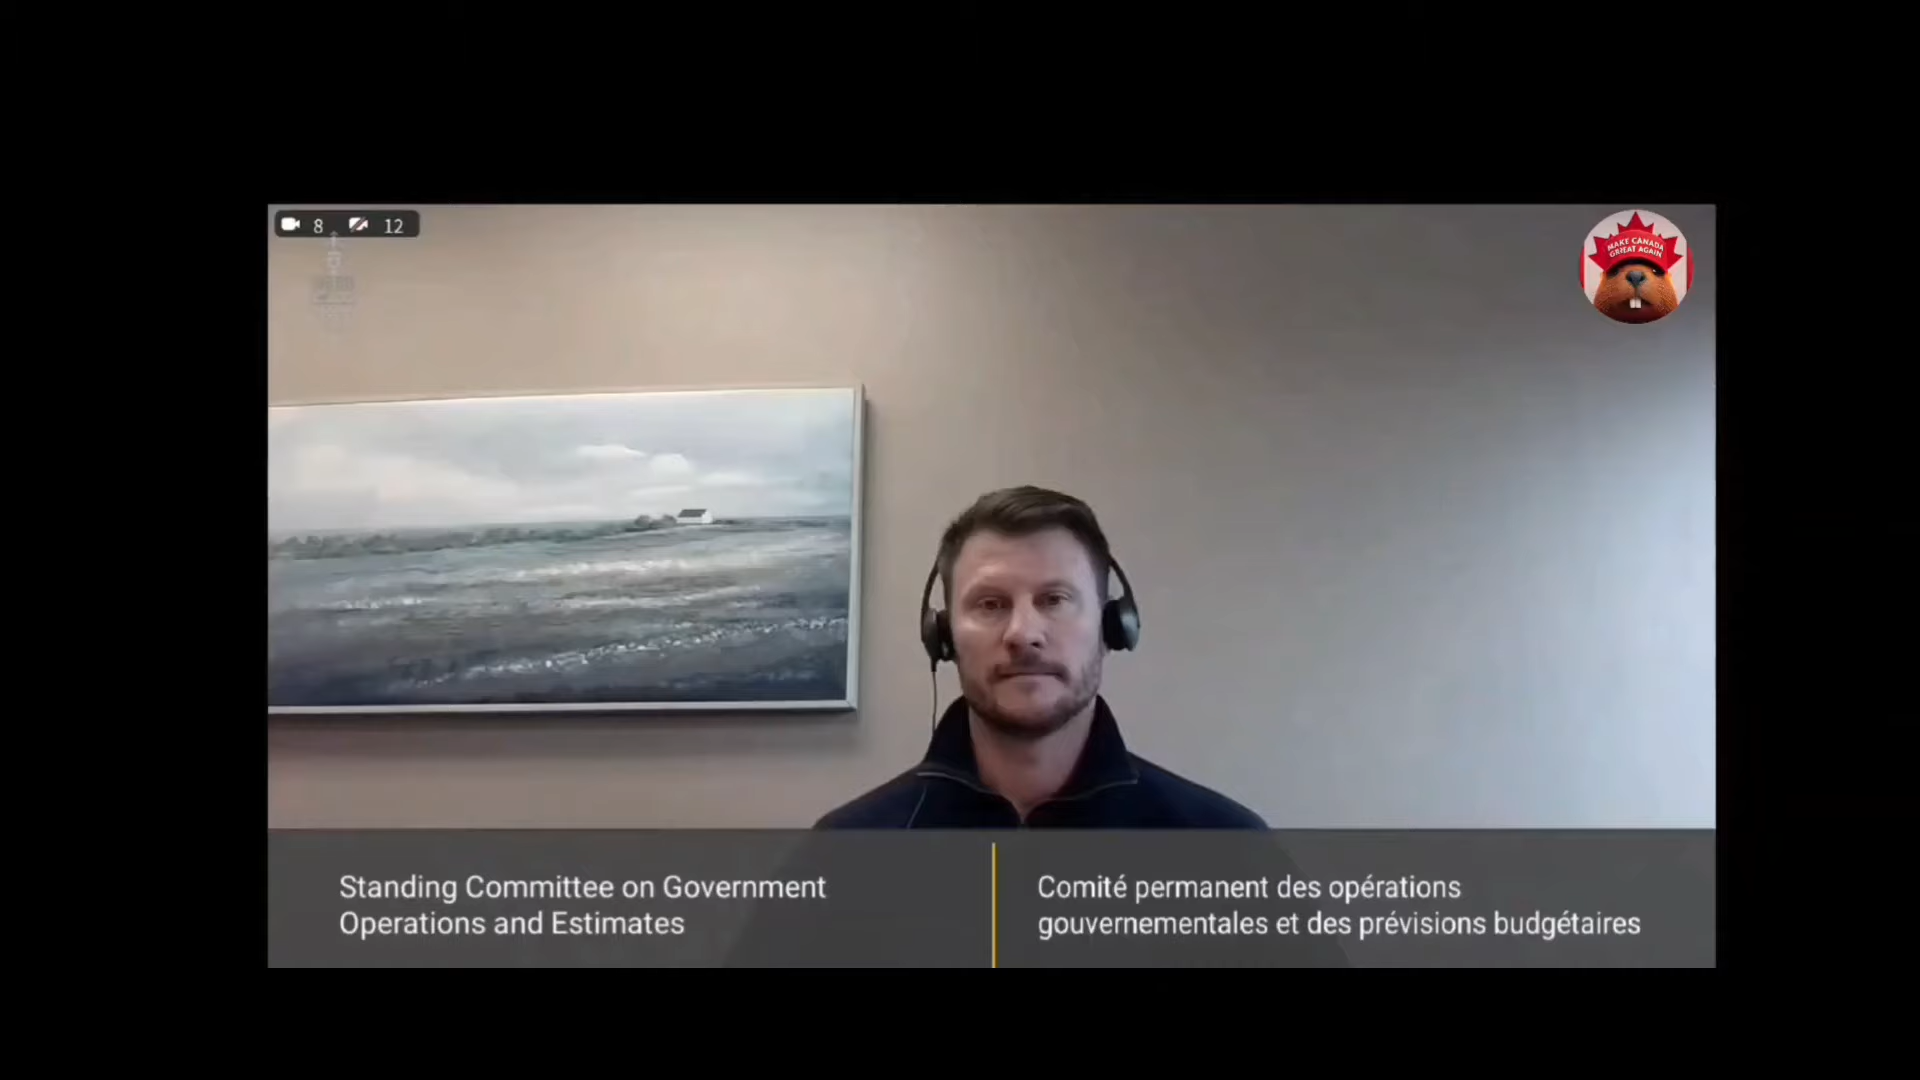 8 12
MAKE CANADA
GREAT AGAIN
Standing Committee on Government
Operations and Estimates
Comité permanent des opérations
gouvernementales et des prévisions budgétaires